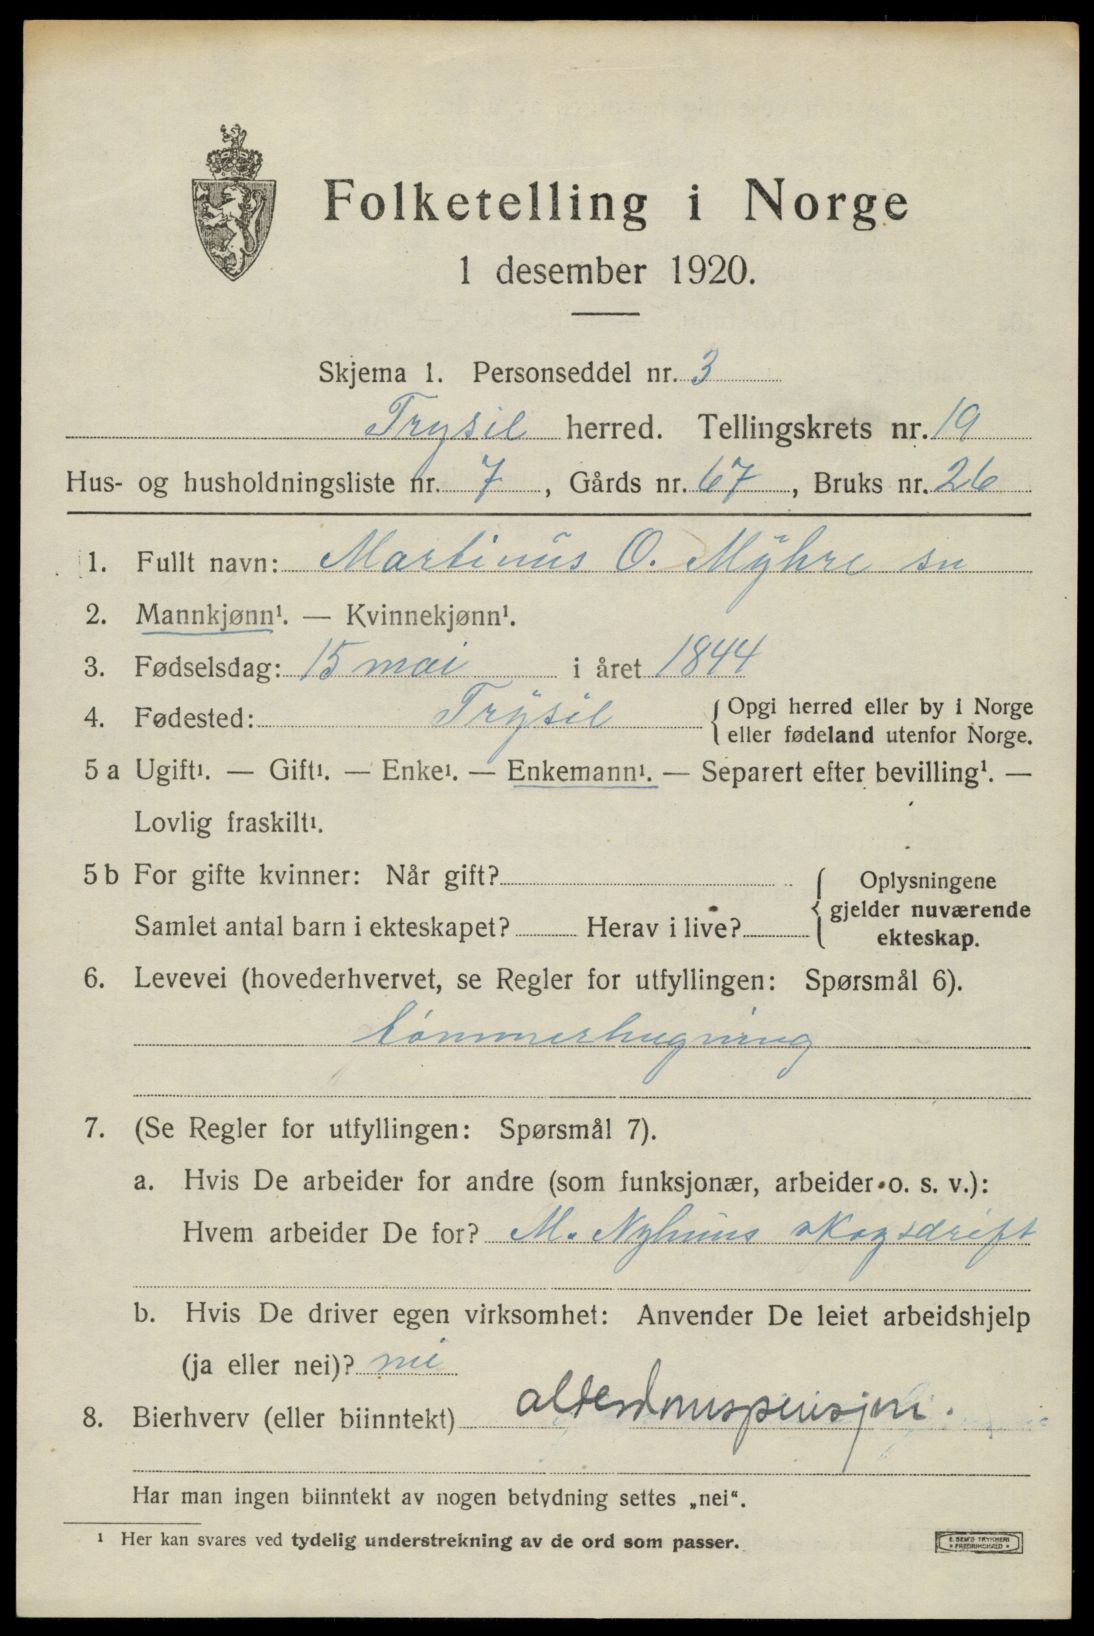 Folketelling i Norge
1 desember 1920.
Skjema 1. Personseddel nr. 3
Trysil herred. Tellingskrets nr. 19
Hus- og husholdningsliste nr. 7, Gårds nr. 67, Bruks nr. 26
1. Fullt navn: Martinus O. Myhre sn
2. Mannkjønn¹. — Kvinnekjønn¹.
3. Fødselsdag: 15 mai i året 1844
4. Fødested: Trysil { Opgi herred eller by i Norge
eller fødeland utenfor Norge.
5 a Ugift¹. — Gift¹. — Enke¹. — Enkemann¹. — Separert efter bevilling¹. —
Lovlig fraskilt¹.
5 b For gifte kvinner: Når gift?
Samlet antal barn i ekteskapet? Herav i live?
{ Oplysningene
gjelder nuværende
ekteskap.
6. Levevei (hovederhvervet, se Regler for utfyllingen: Spørsmål 6).
tømmerhugning
7. (Se Regler for utfyllingen: Spørsmål 7).
a. Hvis De arbeider for andre (som funksjonær, arbeider o. s. v.):
Hvem arbeider De for? M. Nyhuus skogsdrift
b. Hvis De driver egen virksomhet: Anvender De leiet arbeidshjelp
(ja eller nei)? nei
8. Bierhverv (eller biinntekt) alderdomspensjon.
Har man ingen biinntekt av nogen betydning settes „nei“.
¹ Her kan svares ved tydelig understrekning av de ord som passer.